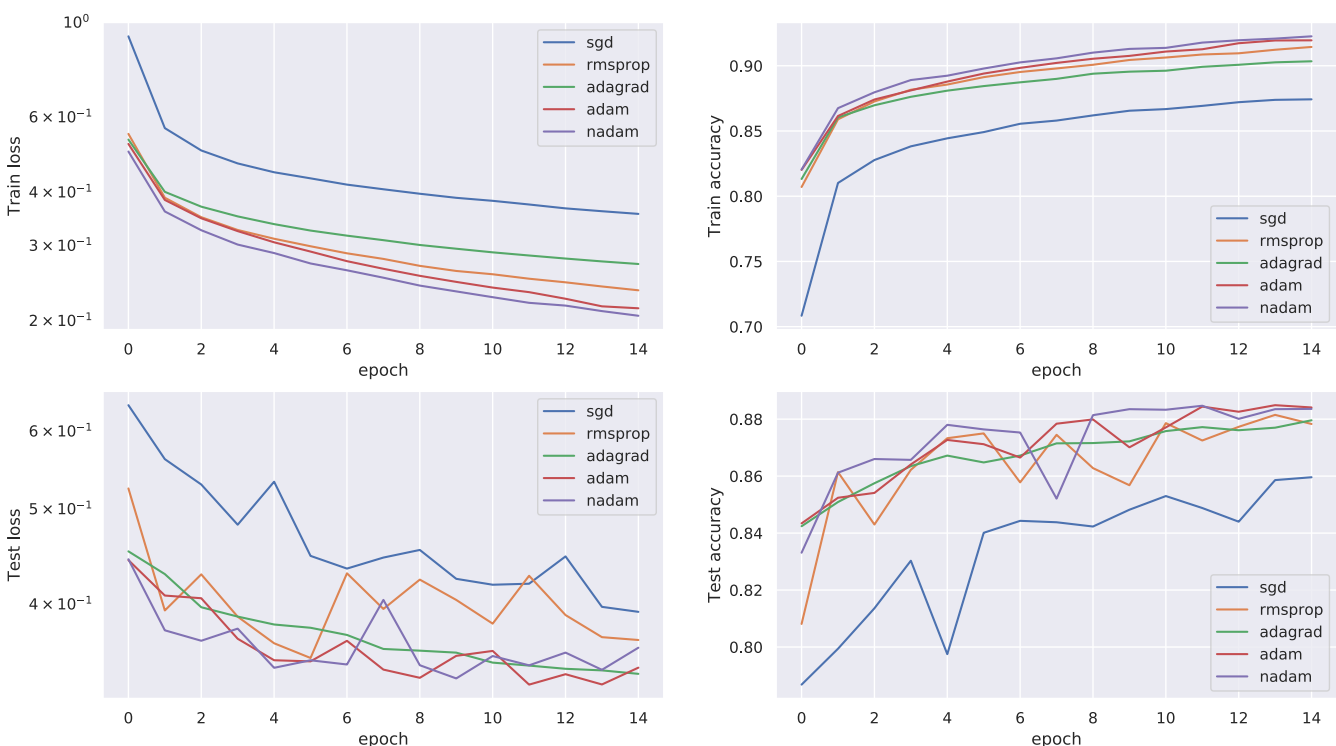 10⁰
6 × 10⁻¹
4 × 10⁻¹
3 × 10⁻¹
2 × 10⁻¹
Train loss
sgd
rmsprop
adagrad
adam
nadam
0 2 4 6 8 10 12 14
epoch
0.90
0.85
0.80
0.75
0.70
Train accuracy
sgd
rmsprop
adagrad
adam
nadam
0 2 4 6 8 10 12 14
epoch
6 × 10⁻¹
5 × 10⁻¹
4 × 10⁻¹
Test loss
sgd
rmsprop
adagrad
adam
nadam
0 2 4 6 8 10 12 14
epoch
0.88
0.86
0.84
0.82
0.80
Test accuracy
sgd
rmsprop
adagrad
adam
nadam
0 2 4 6 8 10 12 14
epoch